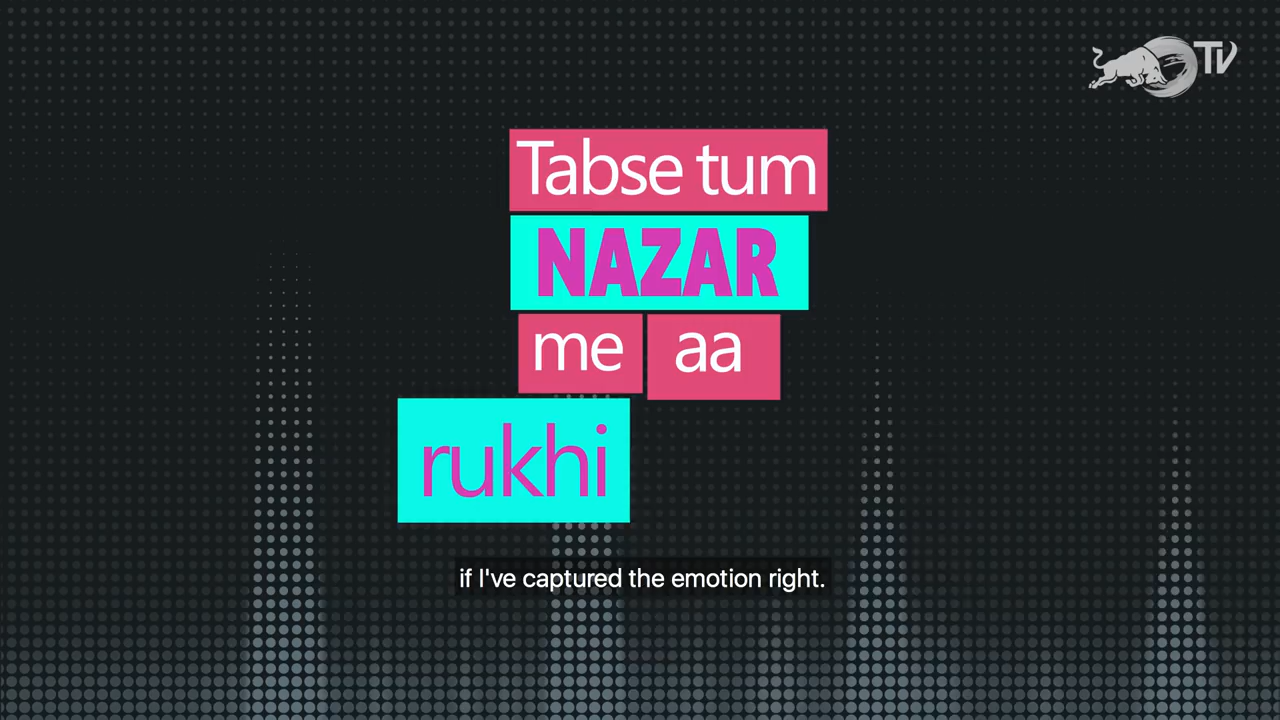 TV
Tabse tum
NAZAR
me aa
rukhi
if I've captured the emotion right.